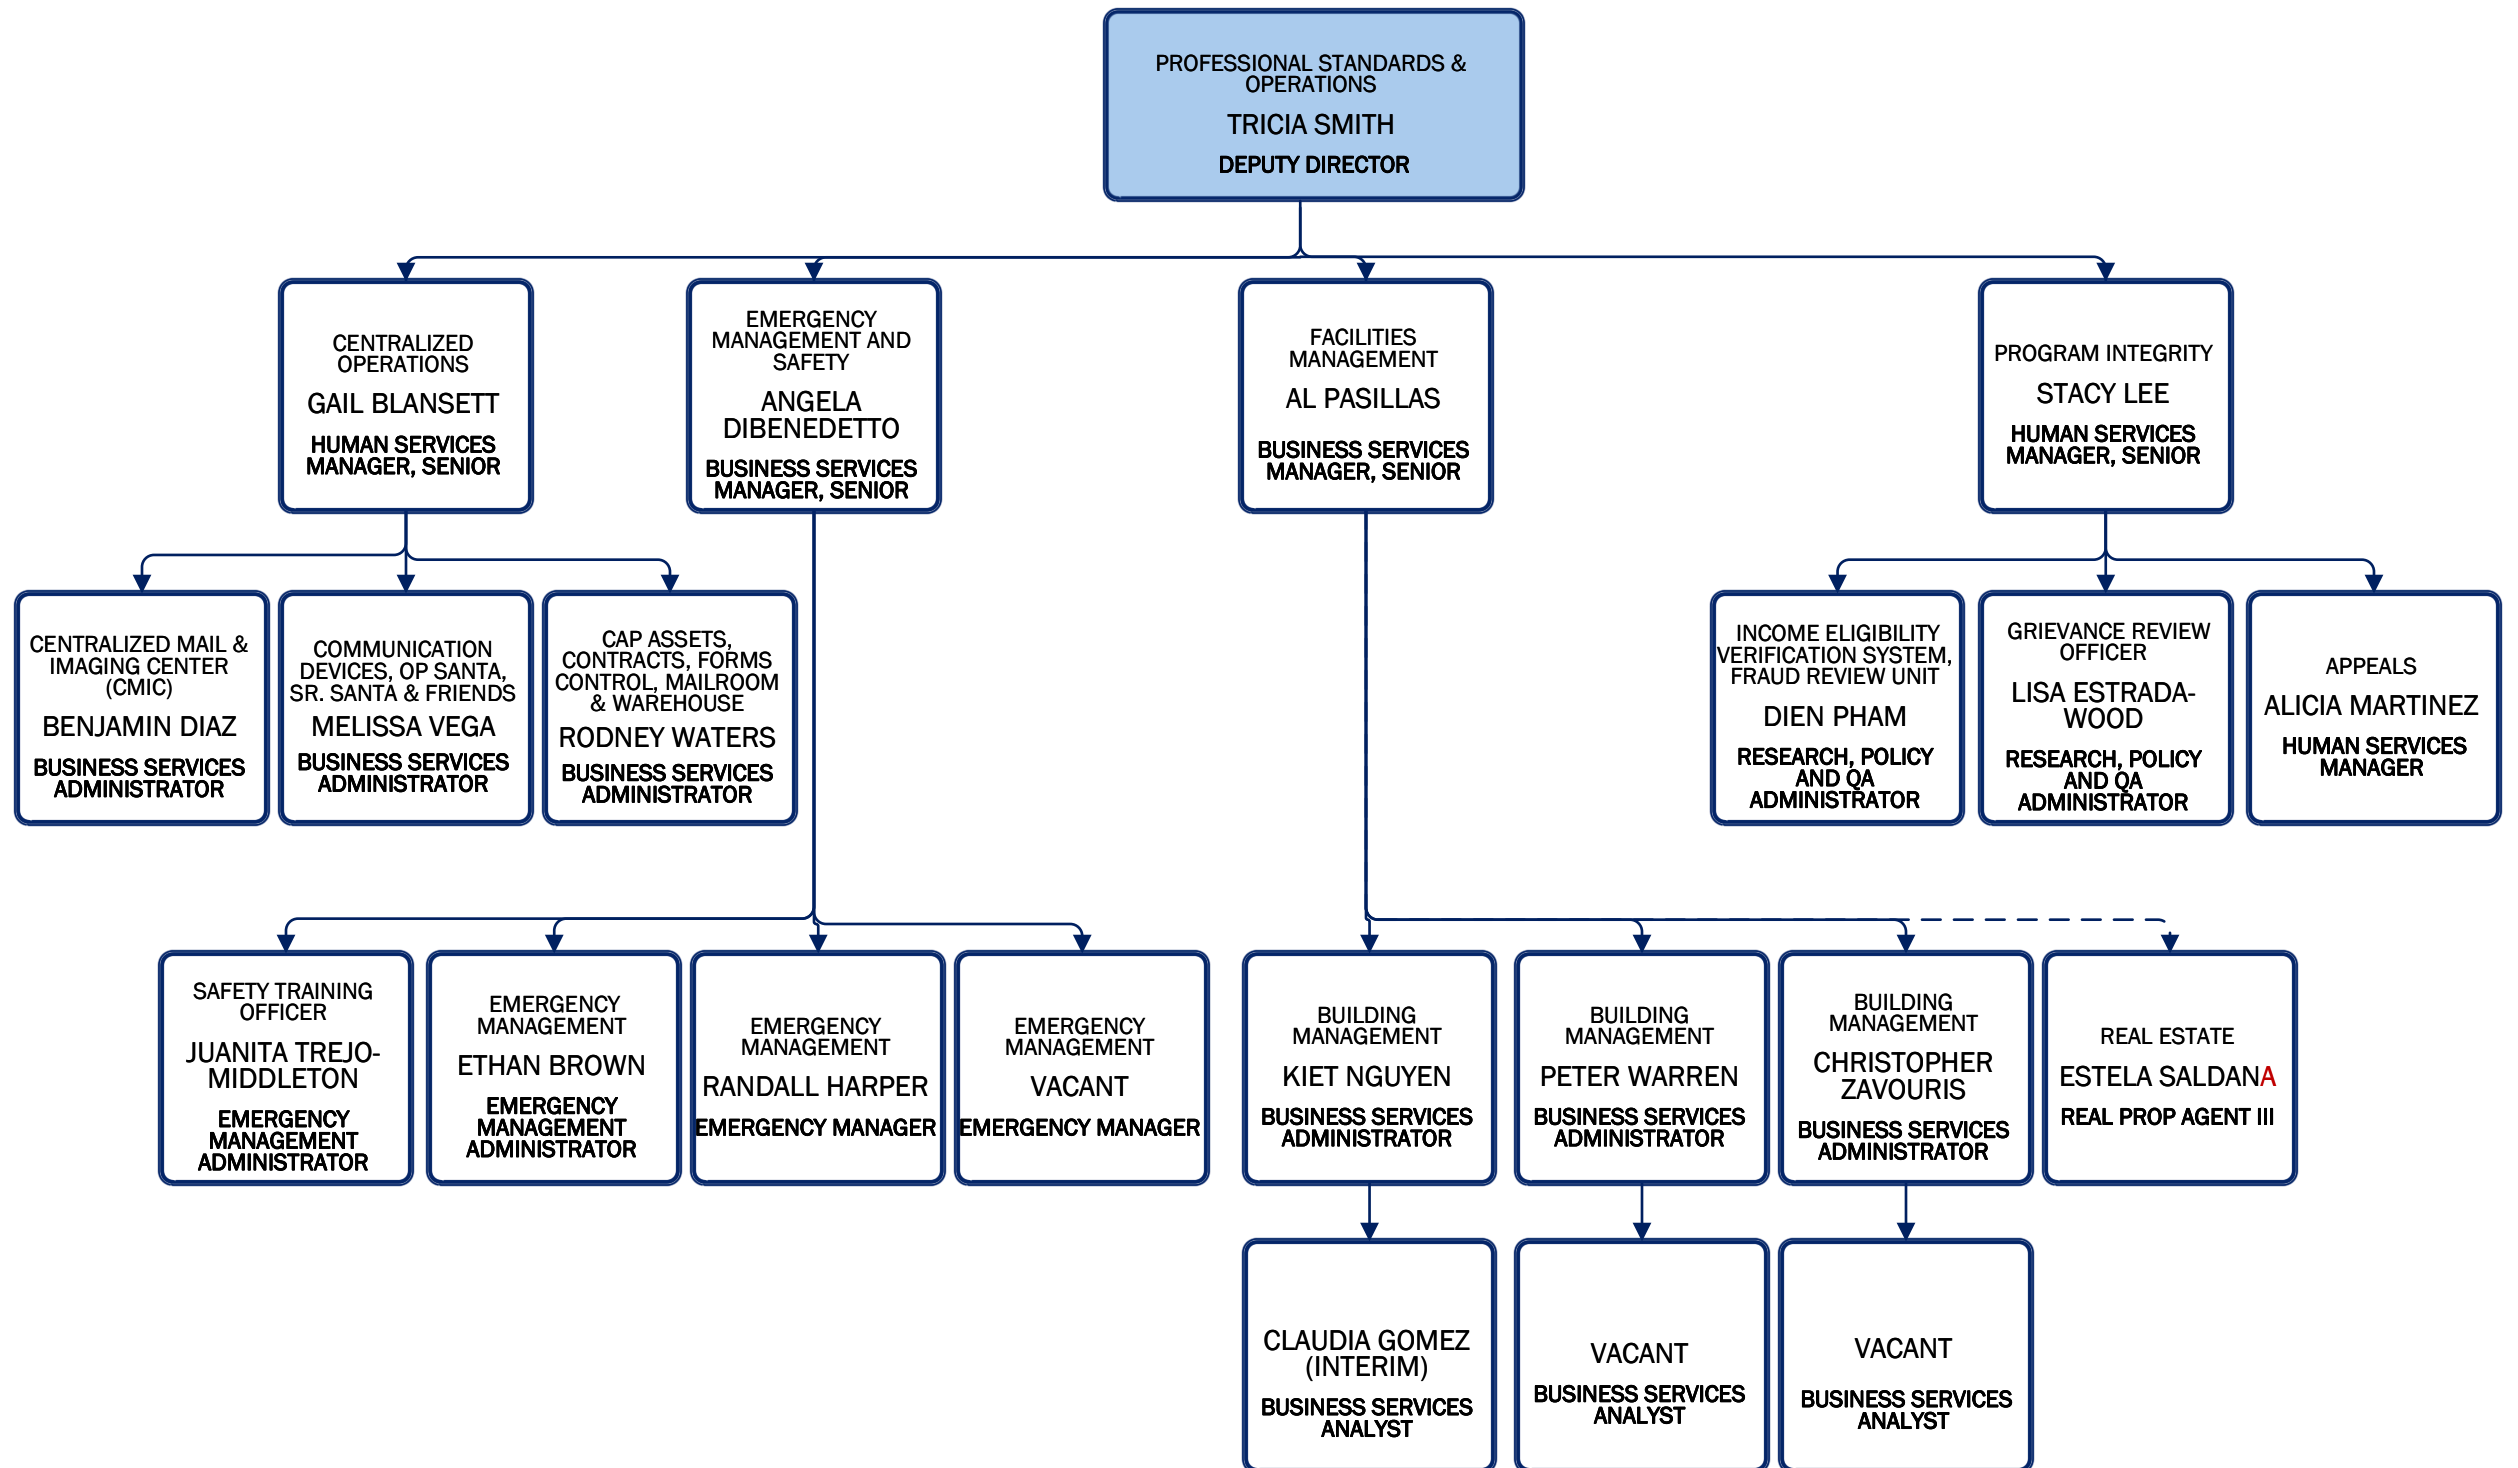 PROFESSIONAL STANDARDS &
OPERATIONS
TRICIA SMITH
DEPUTY DIRECTOR
CENTRALIZED
OPERATIONS
GAIL BLANSETT
HUMAN SERVICES
MANAGER, SENIOR
EMERGENCY
MANAGEMENT AND
SAFETY
ANGELA
DIBENEDETTO
BUSINESS SERVICES
MANAGER, SENIOR
FACILITIES
MANAGEMENT
AL PASILLAS
BUSINESS SERVICES
MANAGER, SENIOR
PROGRAM INTEGRITY
STACY LEE
HUMAN SERVICES
MANAGER, SENIOR
CENTRALIZED MAIL &
IMAGING CENTER
(CMIC)
BENJAMIN DIAZ
BUSINESS SERVICES
ADMINISTRATOR
COMMUNICATION
DEVICES, OP SANTA,
SR. SANTA & FRIENDS
MELISSA VEGA
BUSINESS SERVICES
ADMINISTRATOR
CAP ASSETS,
CONTRACTS, FORMS
CONTROL, MAILROOM
& WAREHOUSE
RODNEY WATERS
BUSINESS SERVICES
ADMINISTRATOR
INCOME ELIGIBILITY
VERIFICATION SYSTEM,
FRAUD REVIEW UNIT
DIEN PHAM
RESEARCH, POLICY
AND QA
ADMINISTRATOR
GRIEVANCE REVIEW
OFFICER
LISA ESTRADA-
WOOD
RESEARCH, POLICY
AND QA
ADMINISTRATOR
APPEALS
ALICIA MARTINEZ
HUMAN SERVICES
MANAGER
SAFETY TRAINING
OFFICER
JUANITA TREJO-
MIDDLETON
EMERGENCY
MANAGEMENT
ADMINISTRATOR
EMERGENCY
MANAGEMENT
ETHAN BROWN
EMERGENCY
MANAGEMENT
ADMINISTRATOR
EMERGENCY
MANAGEMENT
RANDALL HARPER
EMERGENCY MANAGER
EMERGENCY
MANAGEMENT
VACANT
EMERGENCY MANAGER
BUILDING
MANAGEMENT
KIET NGUYEN
BUSINESS SERVICES
ADMINISTRATOR
BUILDING
MANAGEMENT
PETER WARREN
BUSINESS SERVICES
ADMINISTRATOR
BUILDING
MANAGEMENT
CHRISTOPHER
ZAVOURIS
BUSINESS SERVICES
ADMINISTRATOR
REAL ESTATE
ESTELA SALDANA
REAL PROP AGENT III
CLAUDIA GOMEZ
(INTERIM)
BUSINESS SERVICES
ANALYST
VACANT
BUSINESS SERVICES
ANALYST
VACANT
BUSINESS SERVICES
ANALYST